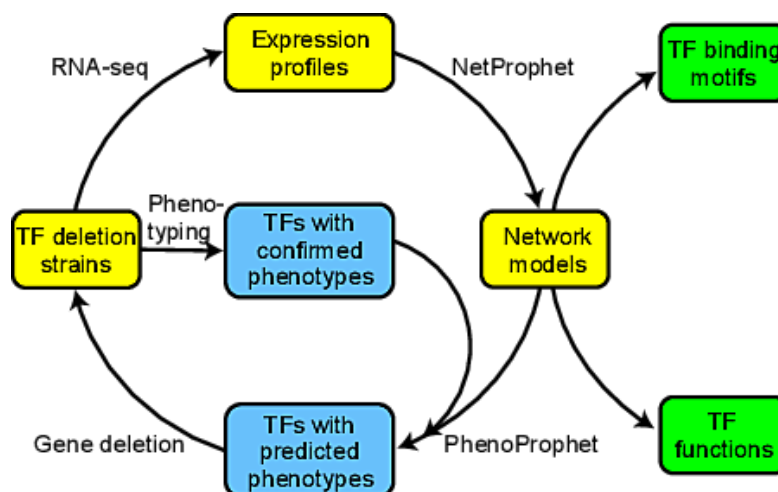 RNA-seq
Expression
profiles
NetProphet
TF binding
motifs
Pheno-
typing
TF deletion
strains
TFs with
confirmed
phenotypes
Network
models
Gene deletion
TFs with
predicted
phenotypes
PhenoProphet
TF
functions